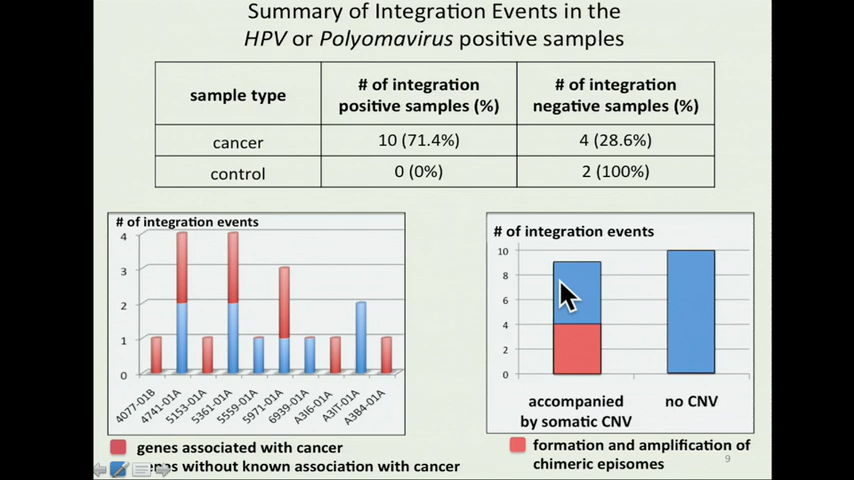 Summary of Integration Events in the
HPV or Polyomavirus positive samples
sample type
# of integration
positive samples (%)
# of integration
negative samples (%)
cancer
10 (71.4%)
4 (28.6%)
control
0 (0%)
2 (100%)
# of integration events
4
3
2
1
0
4077-01B
4741-01A
5153-01A
5361-01A
5559-01A
5971-01A
6939-01A
A3I6-01A
A3IT-01A
A3B4-01A
genes associated with cancer
without known association with cancer
# of integration events
10
8
6
4
2
0
accompanied
by somatic CNV
no CNV
formation and amplification of
chimeric episomes
9